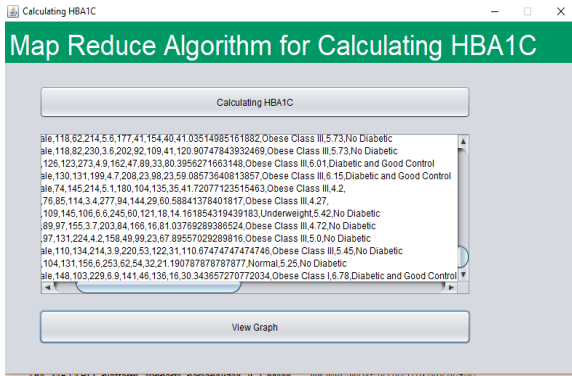 Calculating HBA1C
Map Reduce Algorithm for Calculating HBA1C
Calculating HBA1C
ale,118,62,214,5.6,177,41,154,40,41.03514985161882,Obese Class III,5.73,No Diabetic
ale,118,82,230,3.6,202,92,109,41,120.90747843932469,Obese Class III,5.73,No Diabetic
,126,123,273,4.9,162,47,89,33,80.3956271663148,Obese Class III,6.01,Diabetic and Good Control
ale,130,131,199,4.7,208,23,98,23,59.08573640813857,Obese Class III,6.15,Diabetic and Good Control
ale,74,145,214,5.1,180,104,135,35,41.72077123515463,Obese Class III,4.2,
,76,85,114,3.4,277,94,144,29,60.58841378401817,Obese Class III,4.27,
,109,145,106,6.6,245,60,121,18,14.161854319439183,Underweight,5.42,No Diabetic
,89,97,155,3.7,203,84,166,16,81.03769289386524,Obese Class III,4.72,No Diabetic
,97,131,224,4.2,158,49,99,23,67.89557029289816,Obese Class III,5.0,No Diabetic
ale,110,134,214,3.9,220,53,122,31,110.67474747474746,Obese Class III,5.45,No Diabetic
,104,131,156,6,253,62,54,32,21.190787878787877,Normal,5.25,No Diabetic
ale,148,103,229,6.9,141,46,136,16,30.343657270772034,Obese Class I,6.78,Diabetic and Good Control
View Graph